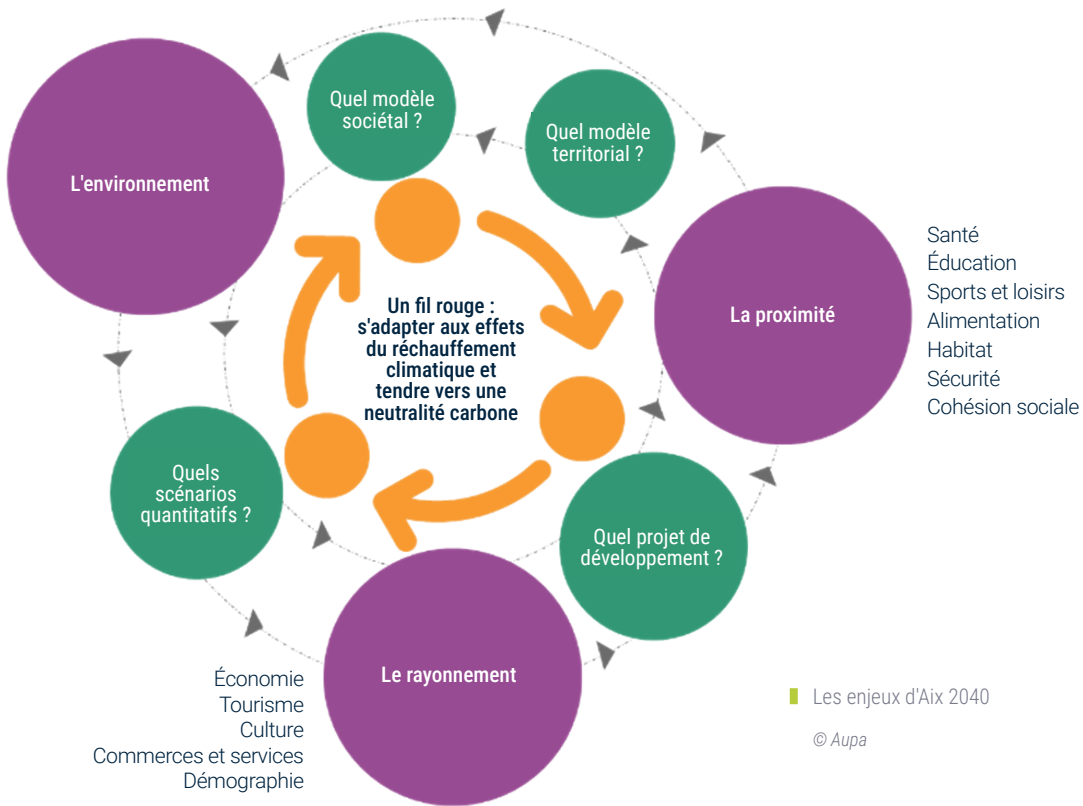 Quel modèle
sociétal ?
Quel modèle
territorial ?
L'environnement
Un fil rouge :
s'adapter aux effets
du réchauffement
climatique et
tendre vers une
neutralité carbone
La proximité
Santé
Éducation
Sports et loisirs
Alimentation
Habitat
Sécurité
Cohésion sociale
Quels
scénarios
quantitatifs ?
Quel projet de
développement ?
Le rayonnement
Économie
Tourisme
Culture
Commerces et services
Démographie
Les enjeux d'Aix 2040
© Aupa